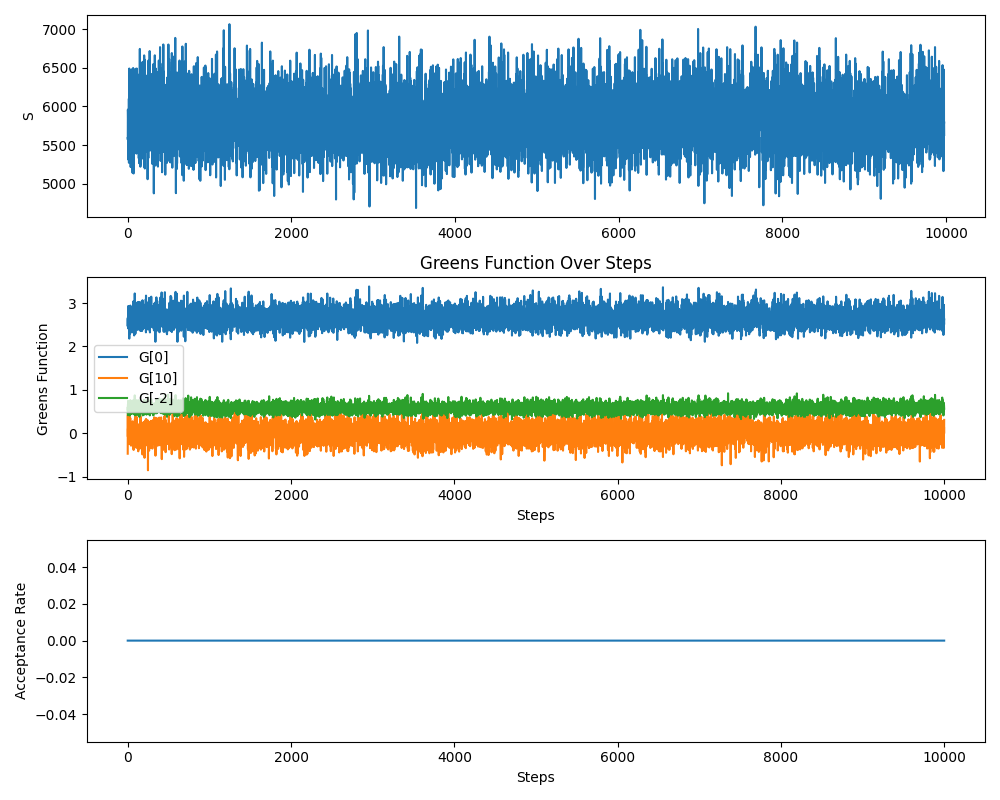 7000
6500
6000
5500
5000
S
0 2000 4000 6000 8000 10000
Greens Function Over Steps
3
2
1
0
−1
Greens Function
G[0]
G[10]
G[-2]
0 2000 4000 6000 8000 10000
Steps
0.04
0.02
0.00
−0.02
−0.04
Acceptance Rate
0 2000 4000 6000 8000 10000
Steps